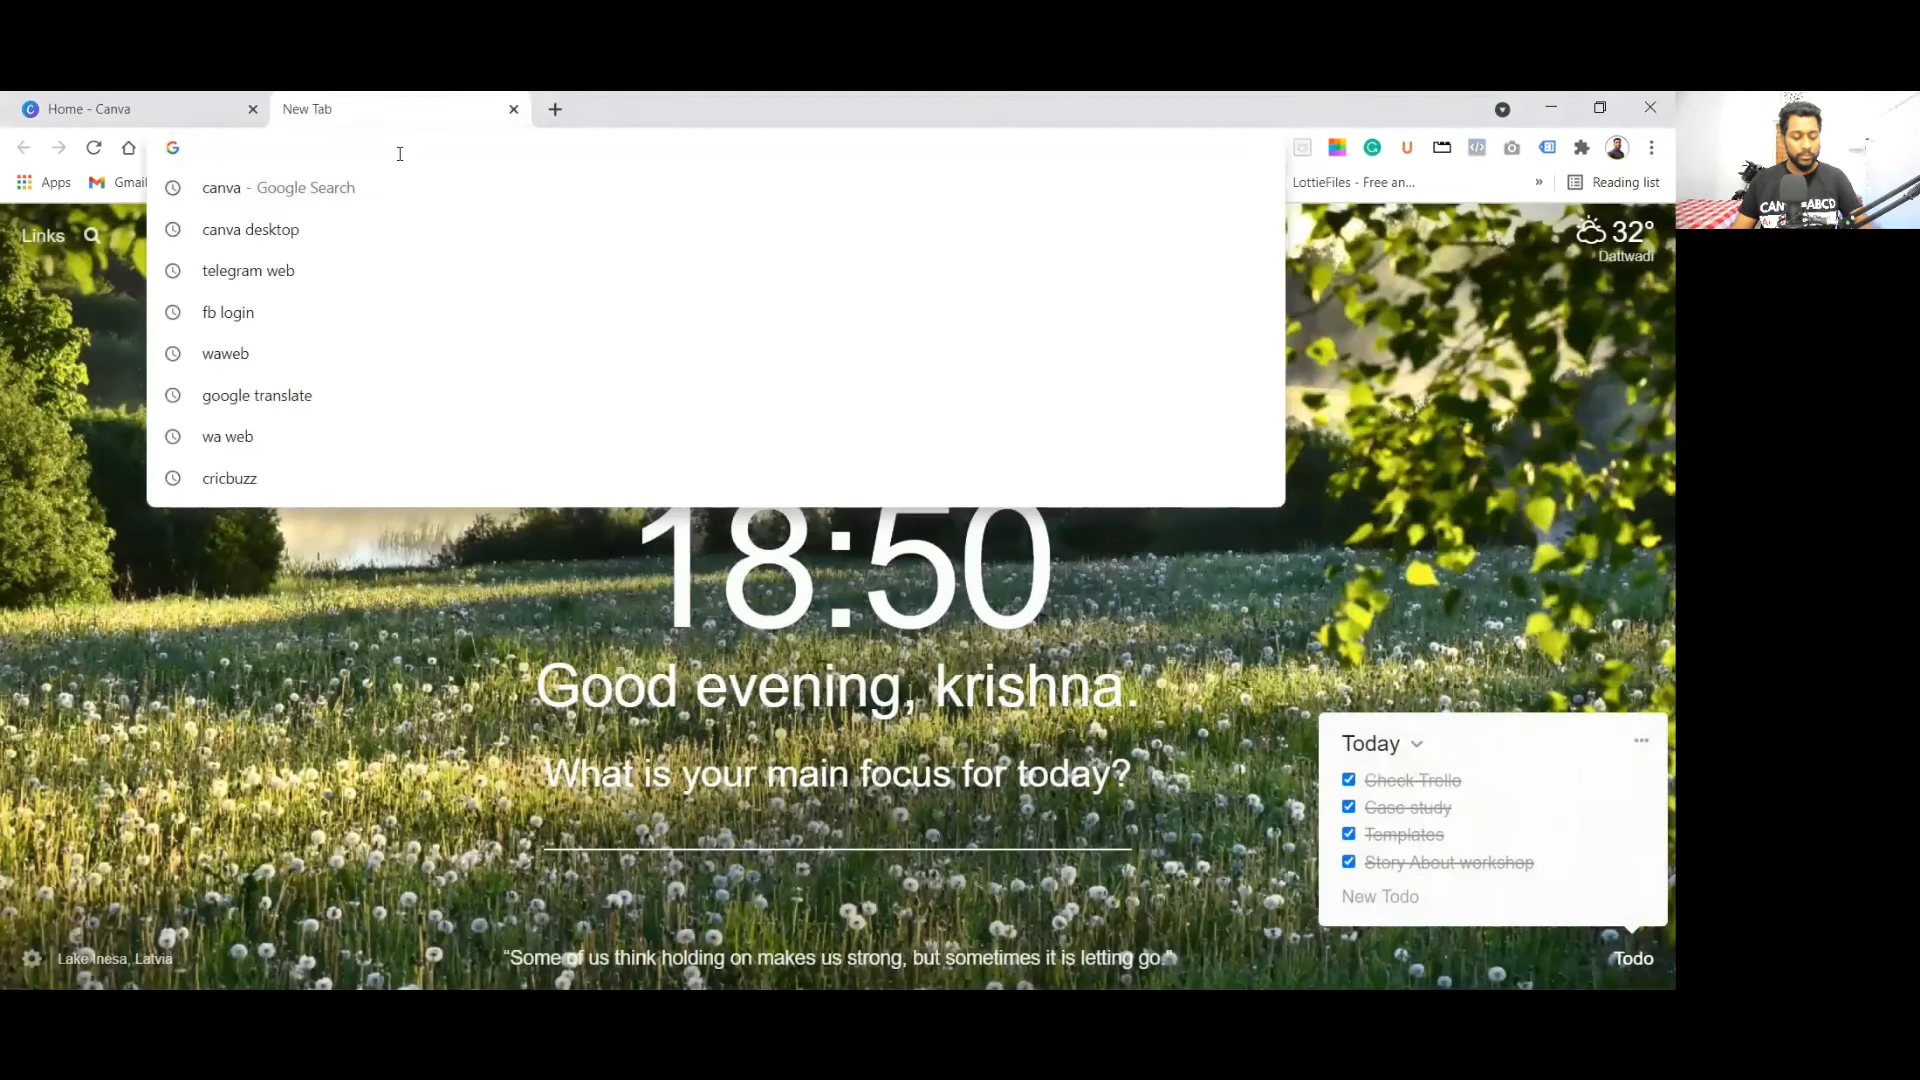 Home - Canva
New Tab
Apps
Gmail
LottieFiles - Free an...
»
Reading list
canva - Google Search
canva desktop
telegram web
fb login
waweb
google translate
wa web
cricbuzz
Links
32°
Dattwadi
18:50
Good evening, krishna.
What is your main focus for today?
Today
Check Trello
Case study
Templates
Story About workshop
New Todo
Lake Inesa, Latvia
“Some of us think holding on makes us strong, but sometimes it is letting go.”
Todo